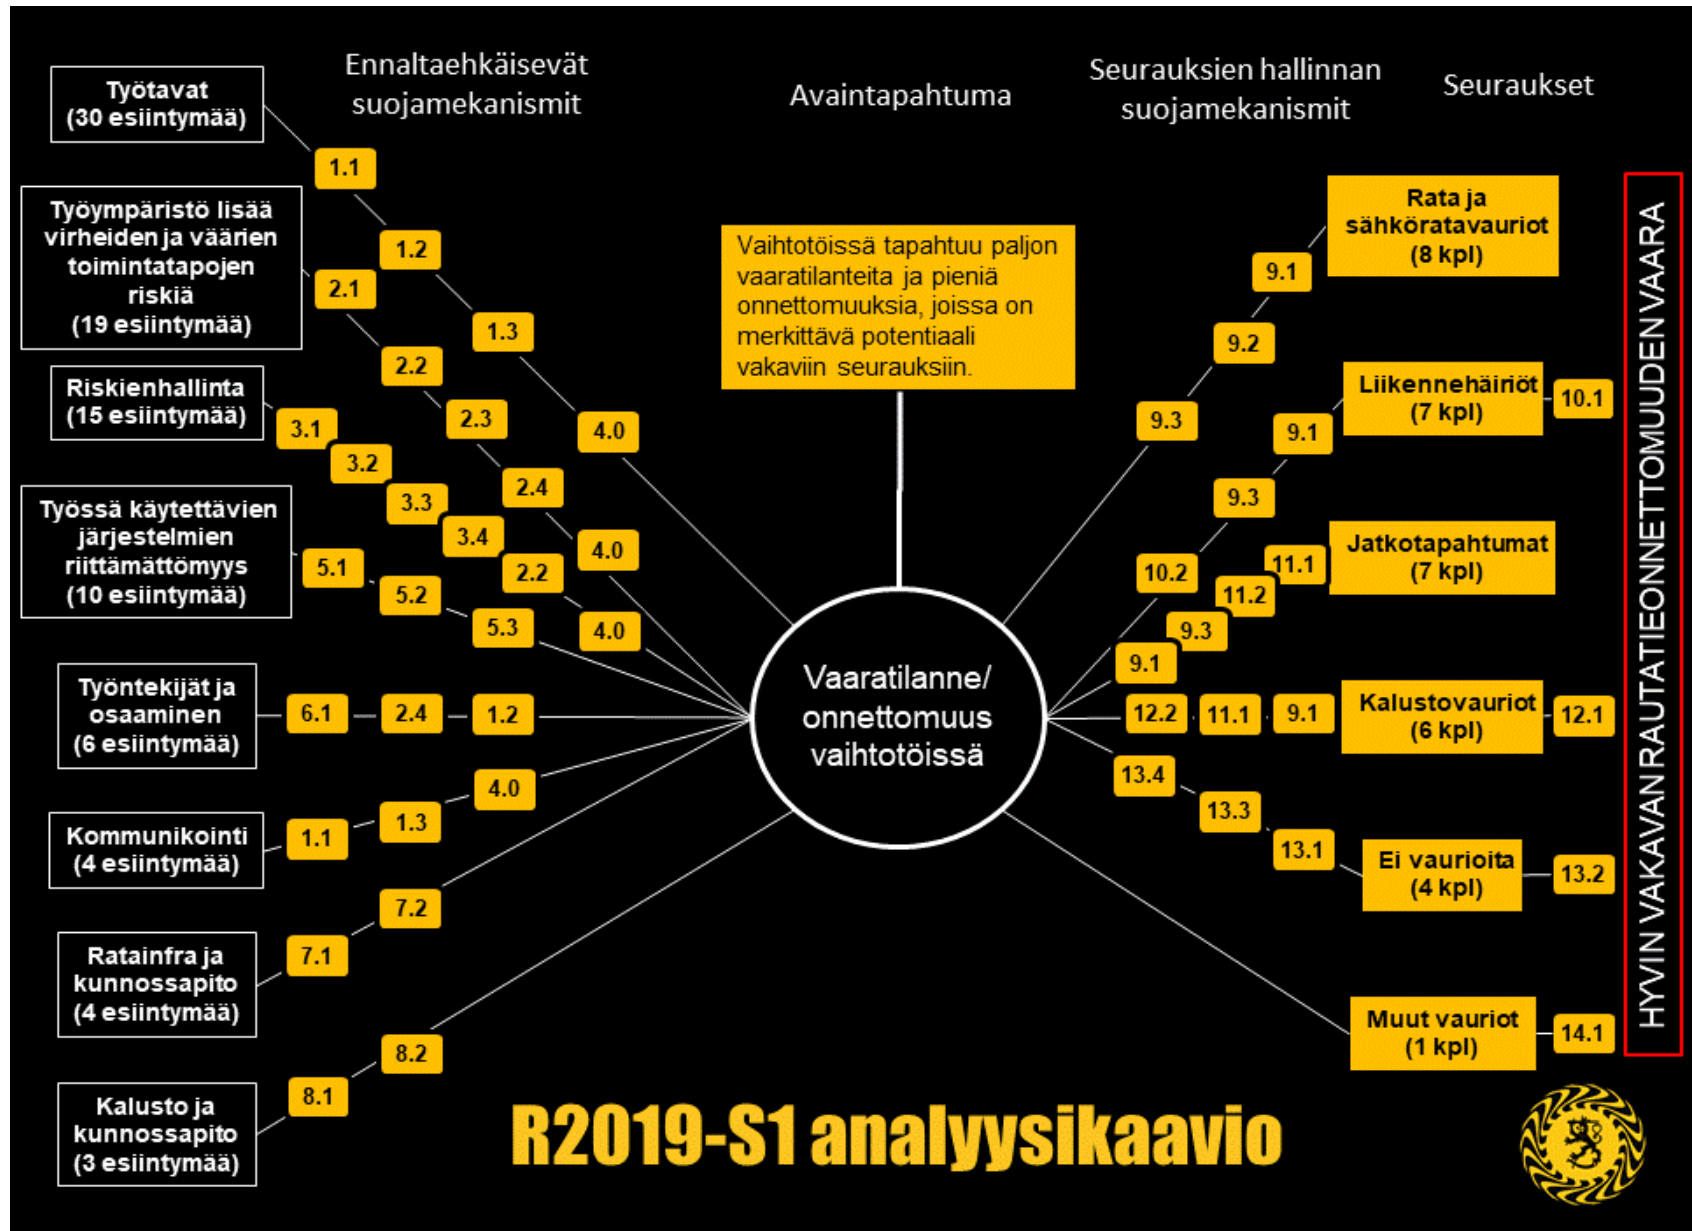 Ennaltaehkäisevät
suojamekanismit
Avaintapahtuma
Seurauksien hallinnan
suojamekanismit
Seuraukset
Työtavat
(30 esiintymää)
1.1
1.2
1.3
4.0
Työympäristö lisää
virheiden ja väärien
toimintatapojen
riskiä
(19 esiintymää)
2.1
2.2
2.3
2.4
4.0
Riskienhallinta
(15 esiintymää)
3.1
3.2
3.3
3.4
2.2
4.0
Työssä käytettävien
järjestelmien
riittämättömyys
(10 esiintymää)
5.1
5.2
5.3
Työntekijät ja
osaaminen
(6 esiintymää)
6.1
2.4
1.2
Kommunikointi
(4 esiintymää)
1.1
1.3
4.0
Ratainfra ja
kunnossapito
(4 esiintymää)
7.1
7.2
Kalusto ja
kunnossapito
(3 esiintymää)
8.1
8.2
Vaihtotöissä tapahtuu paljon
vaaratilanteita ja pieniä
onnettomuuksia, joissa on
merkittävä potentiaali
vakaviin seurauksiin.
Vaaratilanne/
onnettomuus
vaihtotöissä
9.3
9.2
9.1
Rata ja
sähköratavauriot
(8 kpl)
10.2
9.3
9.1
Liikennehäiriöt
(7 kpl)
10.1
9.1
9.3
11.2
11.1
Jatkotapahtumat
(7 kpl)
12.2
11.1
9.1
Kalustovauriot
(6 kpl)
12.1
13.4
13.3
13.1
Ei vaurioita
(4 kpl)
13.2
Muut vauriot
(1 kpl)
14.1
HYVIN VAKAVAN RAUTATIEONNETTOMUUDEN VAARA
R2019-S1 analyysikaavio